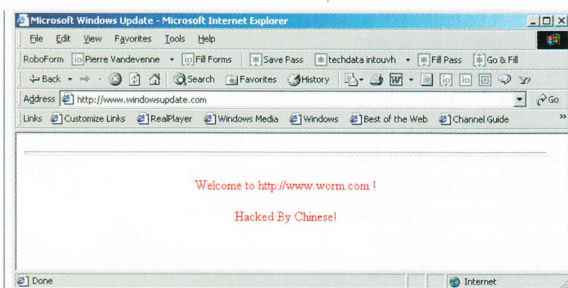 Microsoft Windows Update - Microsoft Internet Explorer
File Edit View Favorites Tools Help
RoboForm Pierre Vandevenne Fill Forms Save Pass techdata intouvh Fill Pass Go & Fill
Back Search Favorites History
Address http://www.windowsupdate.com Go
Links Customize Links RealPlayer Windows Media Windows Best of the Web Channel Guide »
Welcome to http://www.worm.com !
Hacked By Chinese!
Done Internet